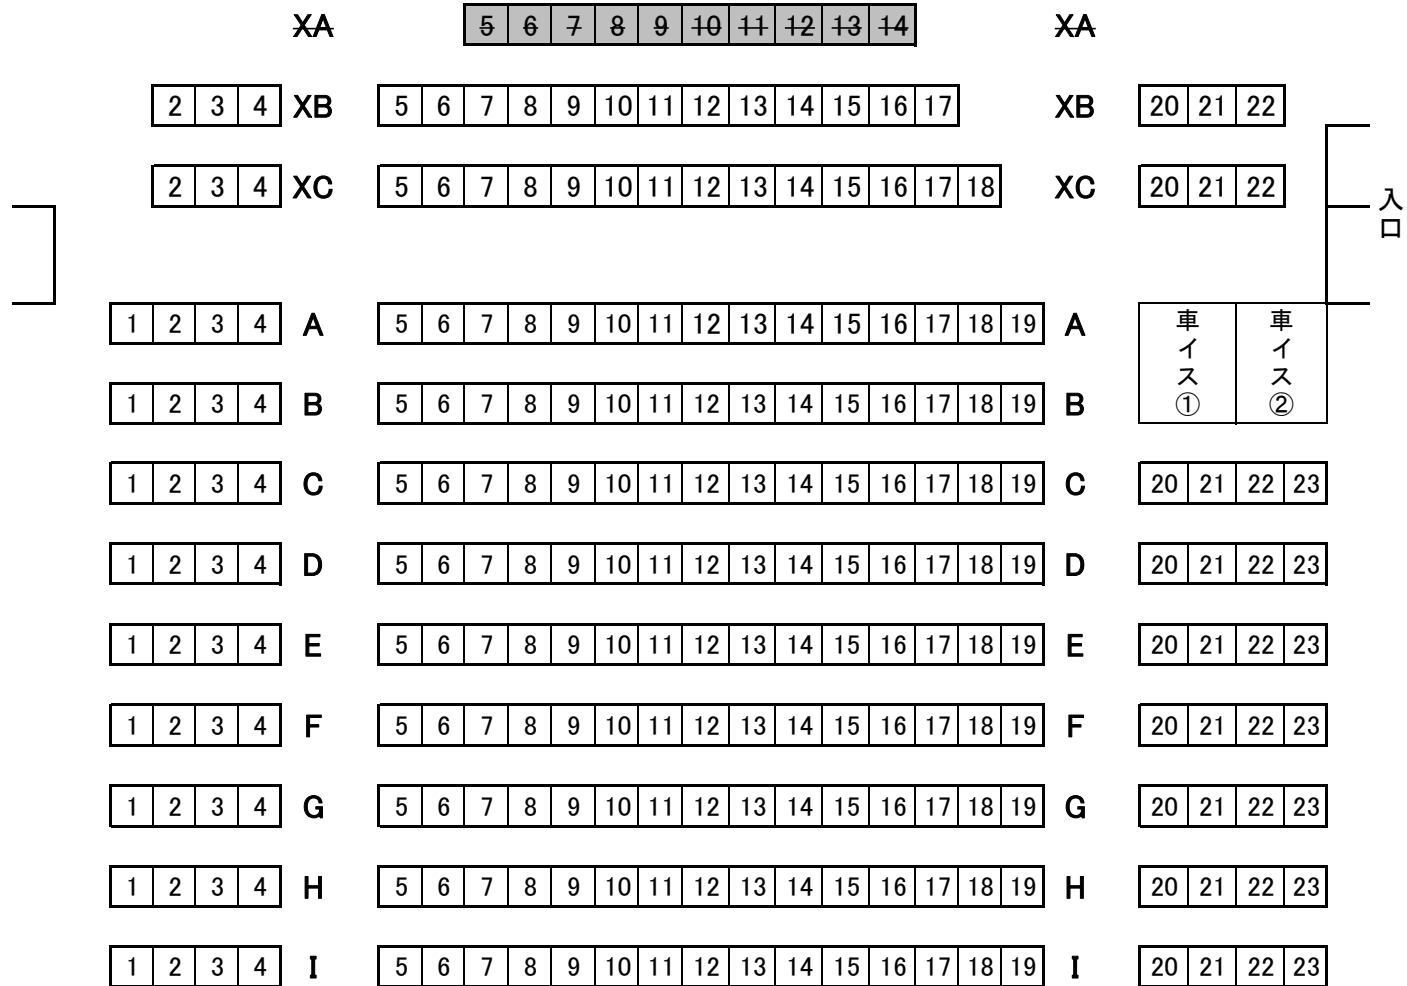 XA 5 6 7 8 9 10 11 12 13 14 XA
2 3 4 XB 5 6 7 8 9 10 11 12 13 14 15 16 17 XB 20 21 22
2 3 4 XC 5 6 7 8 9 10 11 12 13 14 15 16 17 18 XC 20 21 22
入口
1 2 3 4 A 5 6 7 8 9 10 11 12 13 14 15 16 17 18 19 A 車イス① 車イス②
1 2 3 4 B 5 6 7 8 9 10 11 12 13 14 15 16 17 18 19 B
1 2 3 4 C 5 6 7 8 9 10 11 12 13 14 15 16 17 18 19 C 20 21 22 23
1 2 3 4 D 5 6 7 8 9 10 11 12 13 14 15 16 17 18 19 D 20 21 22 23
1 2 3 4 E 5 6 7 8 9 10 11 12 13 14 15 16 17 18 19 E 20 21 22 23
1 2 3 4 F 5 6 7 8 9 10 11 12 13 14 15 16 17 18 19 F 20 21 22 23
1 2 3 4 G 5 6 7 8 9 10 11 12 13 14 15 16 17 18 19 G 20 21 22 23
1 2 3 4 H 5 6 7 8 9 10 11 12 13 14 15 16 17 18 19 H 20 21 22 23
1 2 3 4 I 5 6 7 8 9 10 11 12 13 14 15 16 17 18 19 I 20 21 22 23